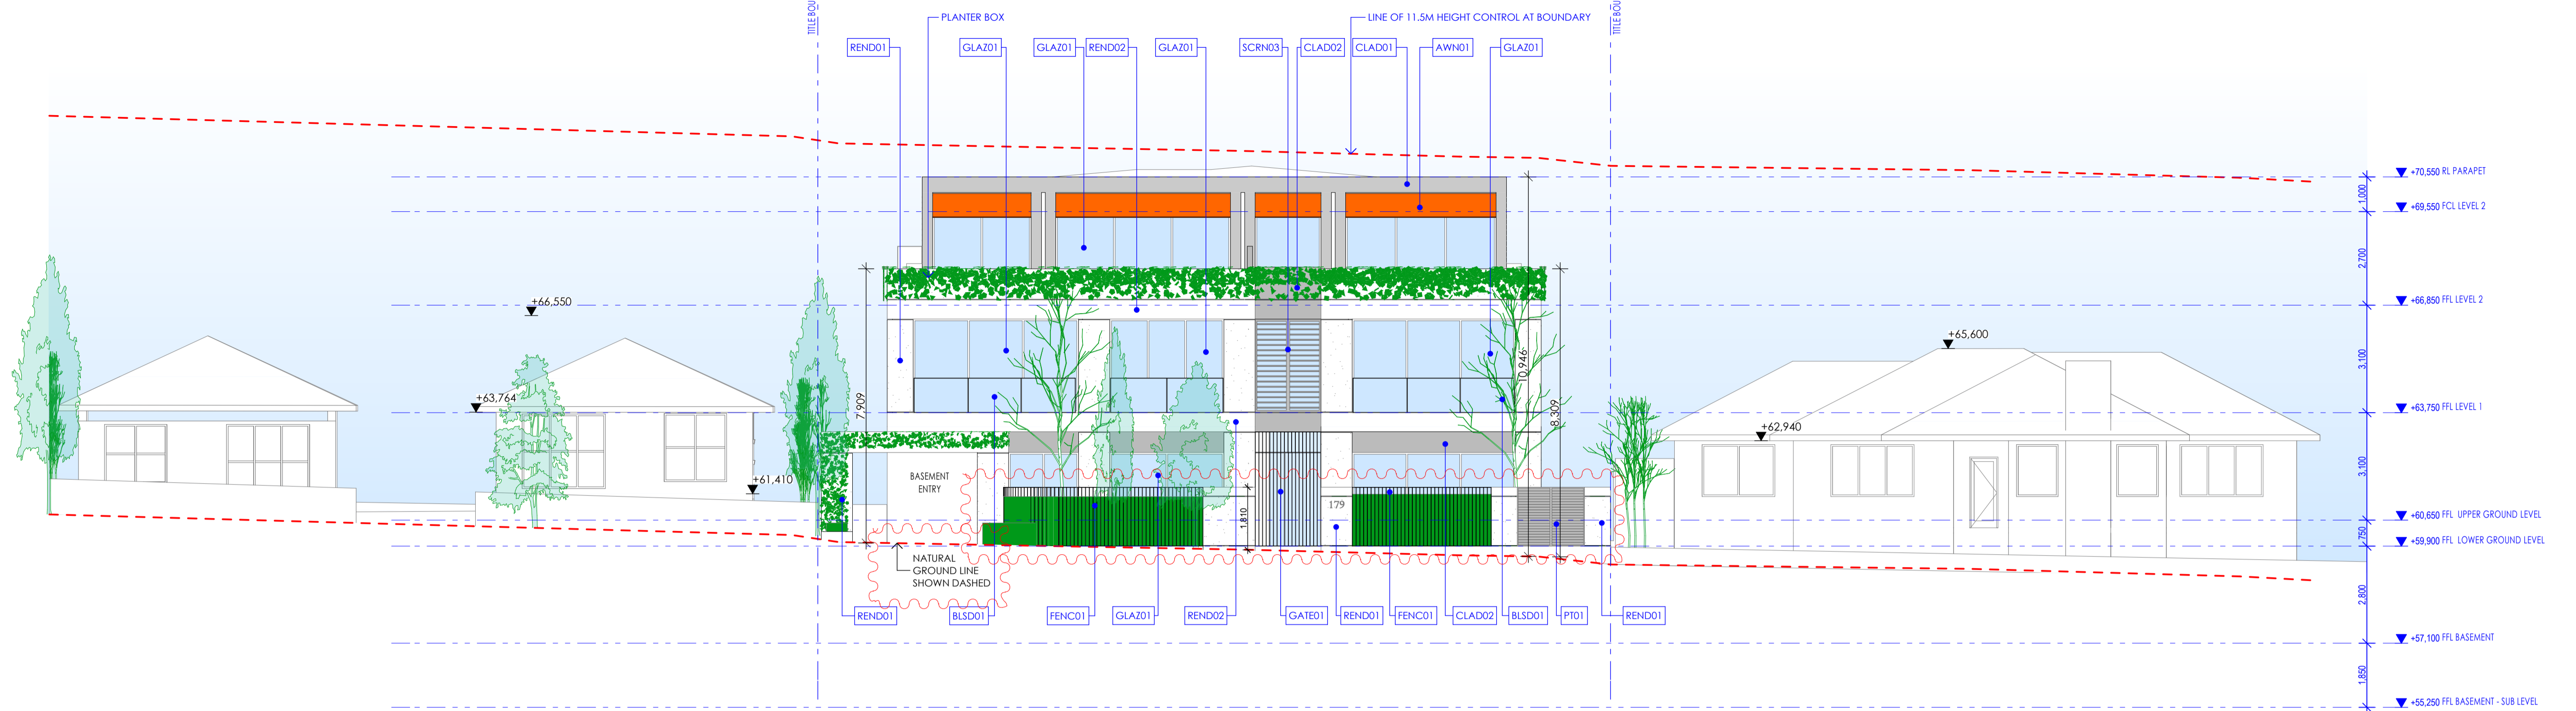 TITLE BOU
PLANTER BOX
LINE OF 11.5M HEIGHT CONTROL AT BOUNDARY
TITLE BOU
REND01
GLAZ01
GLAZ01
REND02
GLAZ01
SCRN03
CLAD02
CLAD01
AWN01
GLAZ01
+70,550 RL PARAPET
1,000
+69,550 FCL LEVEL 2
2,700
+66,550
+66,850 FFL LEVEL 2
+65,600
3,100
10,946
+63,764
7,909
8,309
+63,750 FFL LEVEL 1
+62,940
3,100
+61,410
BASEMENT
ENTRY
179
1,810
+60,650 FFL UPPER GROUND LEVEL
750
+59,900 FFL LOWER GROUND LEVEL
NATURAL
GROUND LINE
SHOWN DASHED
2,800
REND01
BLSD01
FENC01
GLAZ01
REND02
GATE01
REND01
FENC01
CLAD02
BLSD01
PT01
REND01
+57,100 FFL BASEMENT
1,850
+55,250 FFL BASEMENT - SUB LEVEL